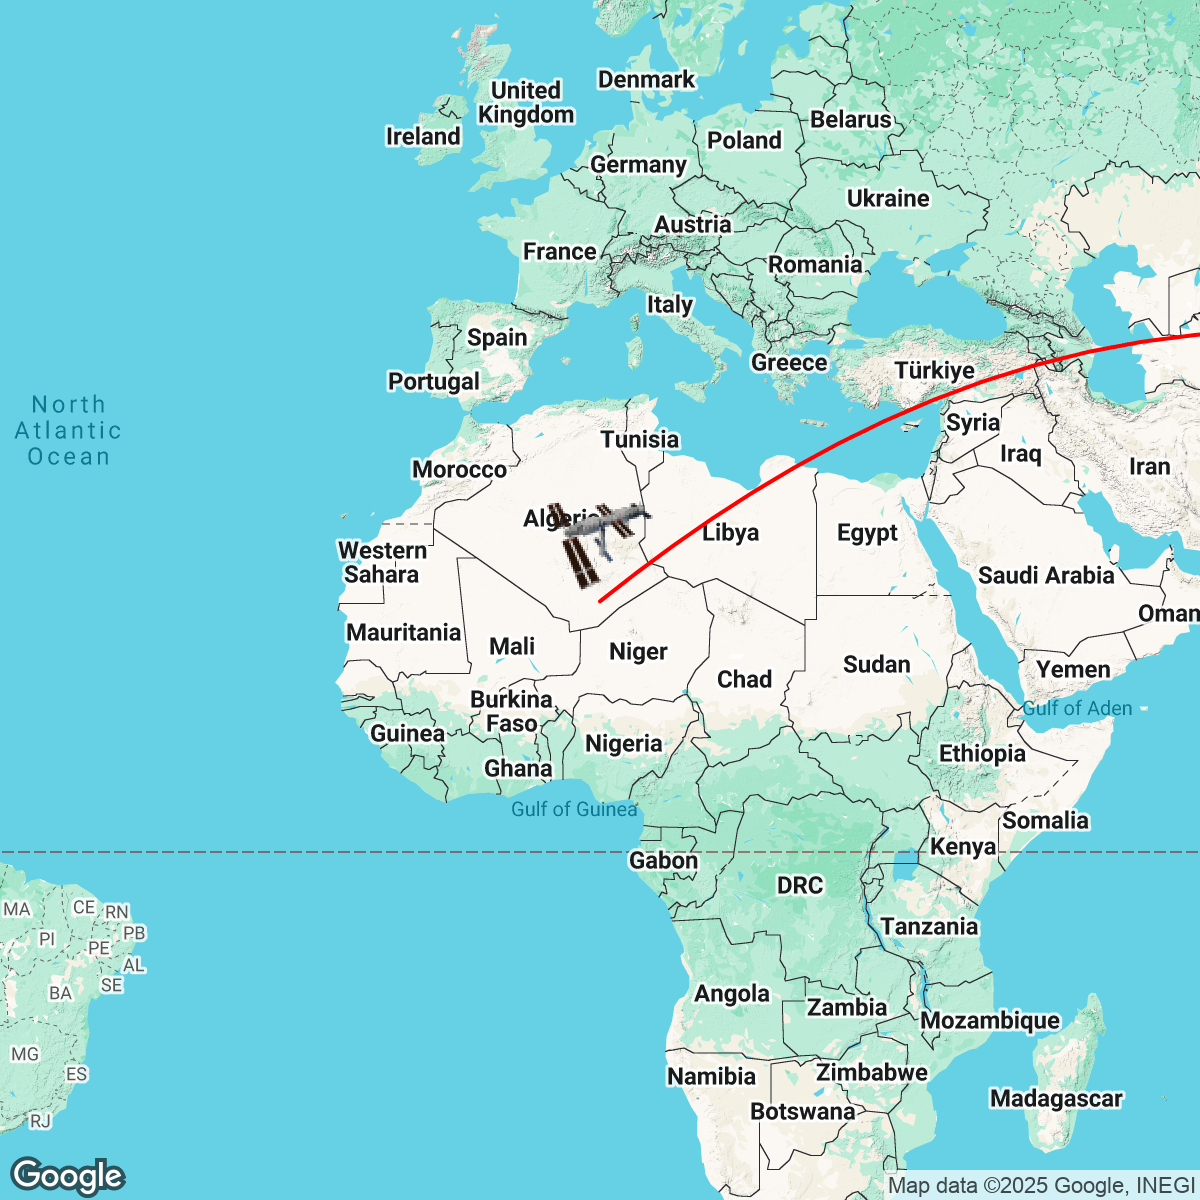 Denmark
United
Kingdom
Belarus
Ireland
Poland
Germany
Ukraine
Austria
France
Romania
Italy
Spain
Greece
Türkiye
Portugal
North
Atlantic
Ocean
Syria
Tunisia
Iraq
Morocco
Iran
Algeria
Libya
Egypt
Western
Sahara
Saudi Arabia
Oman
Mauritania
Mali
Niger
Sudan
Yemen
Chad
Burkina
Faso
Gulf of Aden
Guinea
Nigeria
Ethiopia
Ghana
Gulf of Guinea
Somalia
Kenya
Gabon
DRC
MA
CE
RN
Tanzania
PB
PI
PE
AL
SE
BA
Angola
Zambia
Mozambique
MG
ES
Namibia
Zimbabwe
Madagascar
Botswana
RJ
Google
Map data ©2025 Google, INEGI